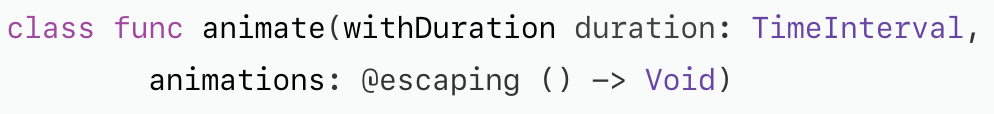 class func animate(withDuration duration: TimeInterval,
animations: @escaping () -> Void)